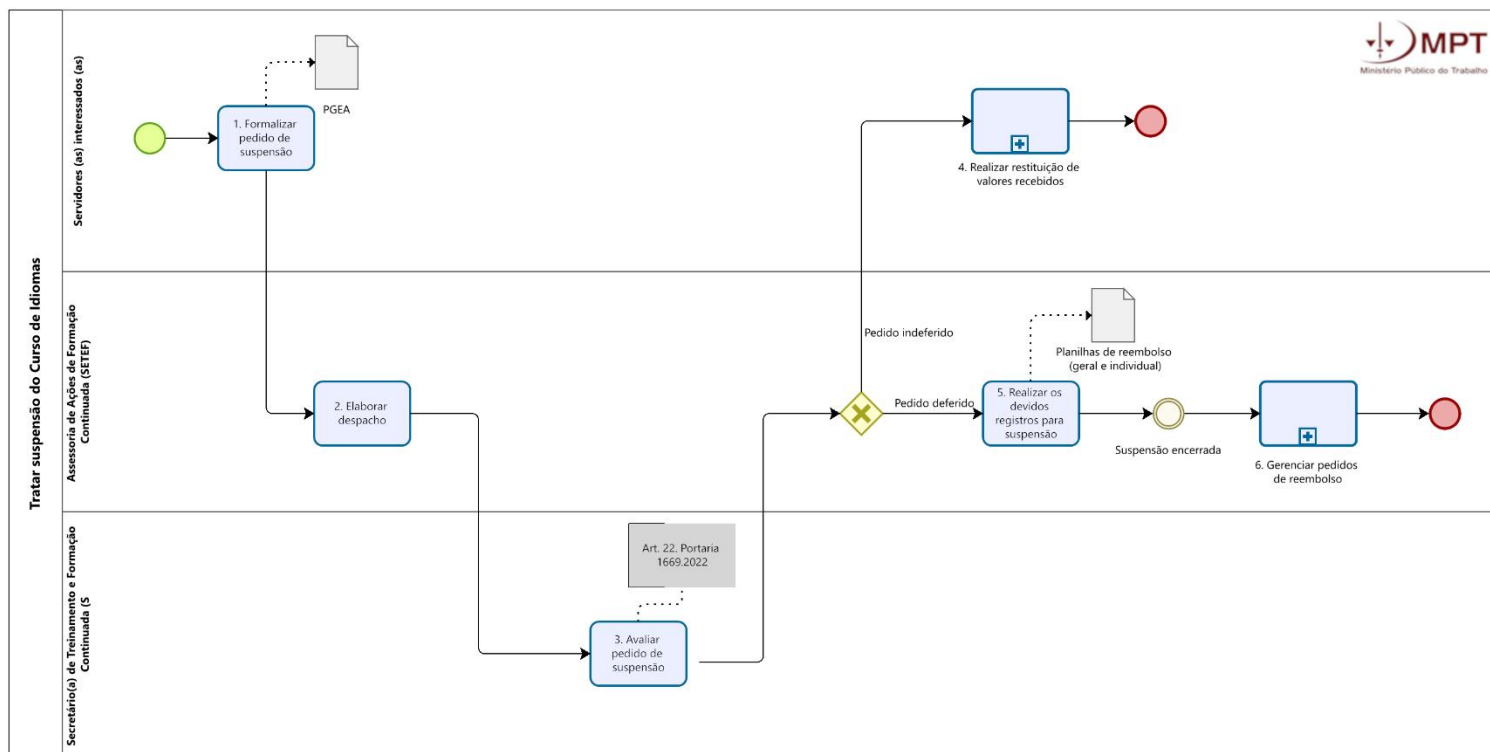 MPT
Ministério Público do Trabalho
Tratar suspensão do Curso de Idiomas
Servidores (as) interessados (as)
1. Formalizar
pedido de
suspensão
PGEA
4. Realizar restituição de
valores recebidos
Assessoria de Ações de Formação
Continuada (SETEF)
2. Elaborar
despacho
Pedido indeferido
Pedido deferido
Planilhas de reembolso
(geral e individual)
5. Realizar os
devidos
registros para
suspensão
Suspensão encerrada
6. Gerenciar pedidos
de reembolso
Secretário(a) de Treinamento e Formação
Continuada (S
Art. 22. Portaria
1669.2022
3. Avaliar
pedido de
suspensão